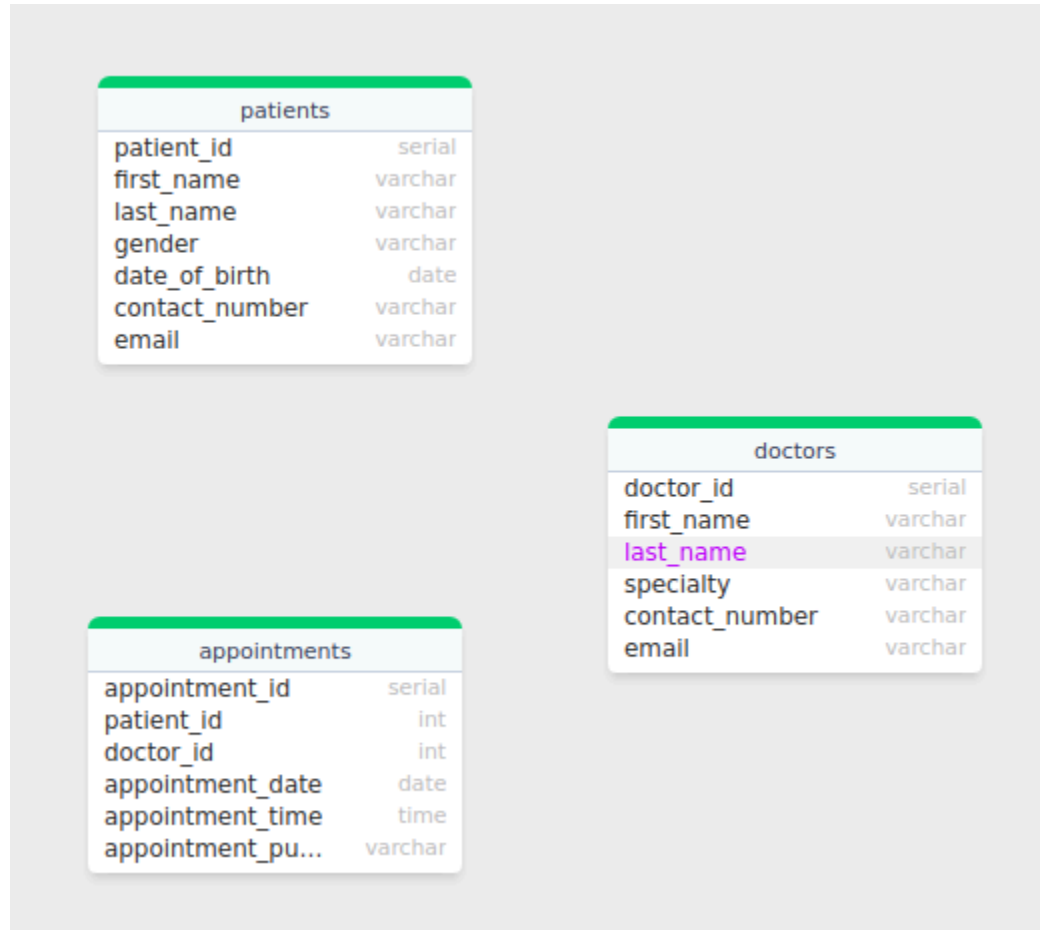 patients
patient_id serial
first_name varchar
last_name varchar
gender varchar
date_of_birth date
contact_number varchar
email varchar
doctors
doctor_id serial
first_name varchar
last_name varchar
specialty varchar
contact_number varchar
email varchar
appointments
appointment_id serial
patient_id int
doctor_id int
appointment_date date
appointment_time time
appointment_pu... varchar